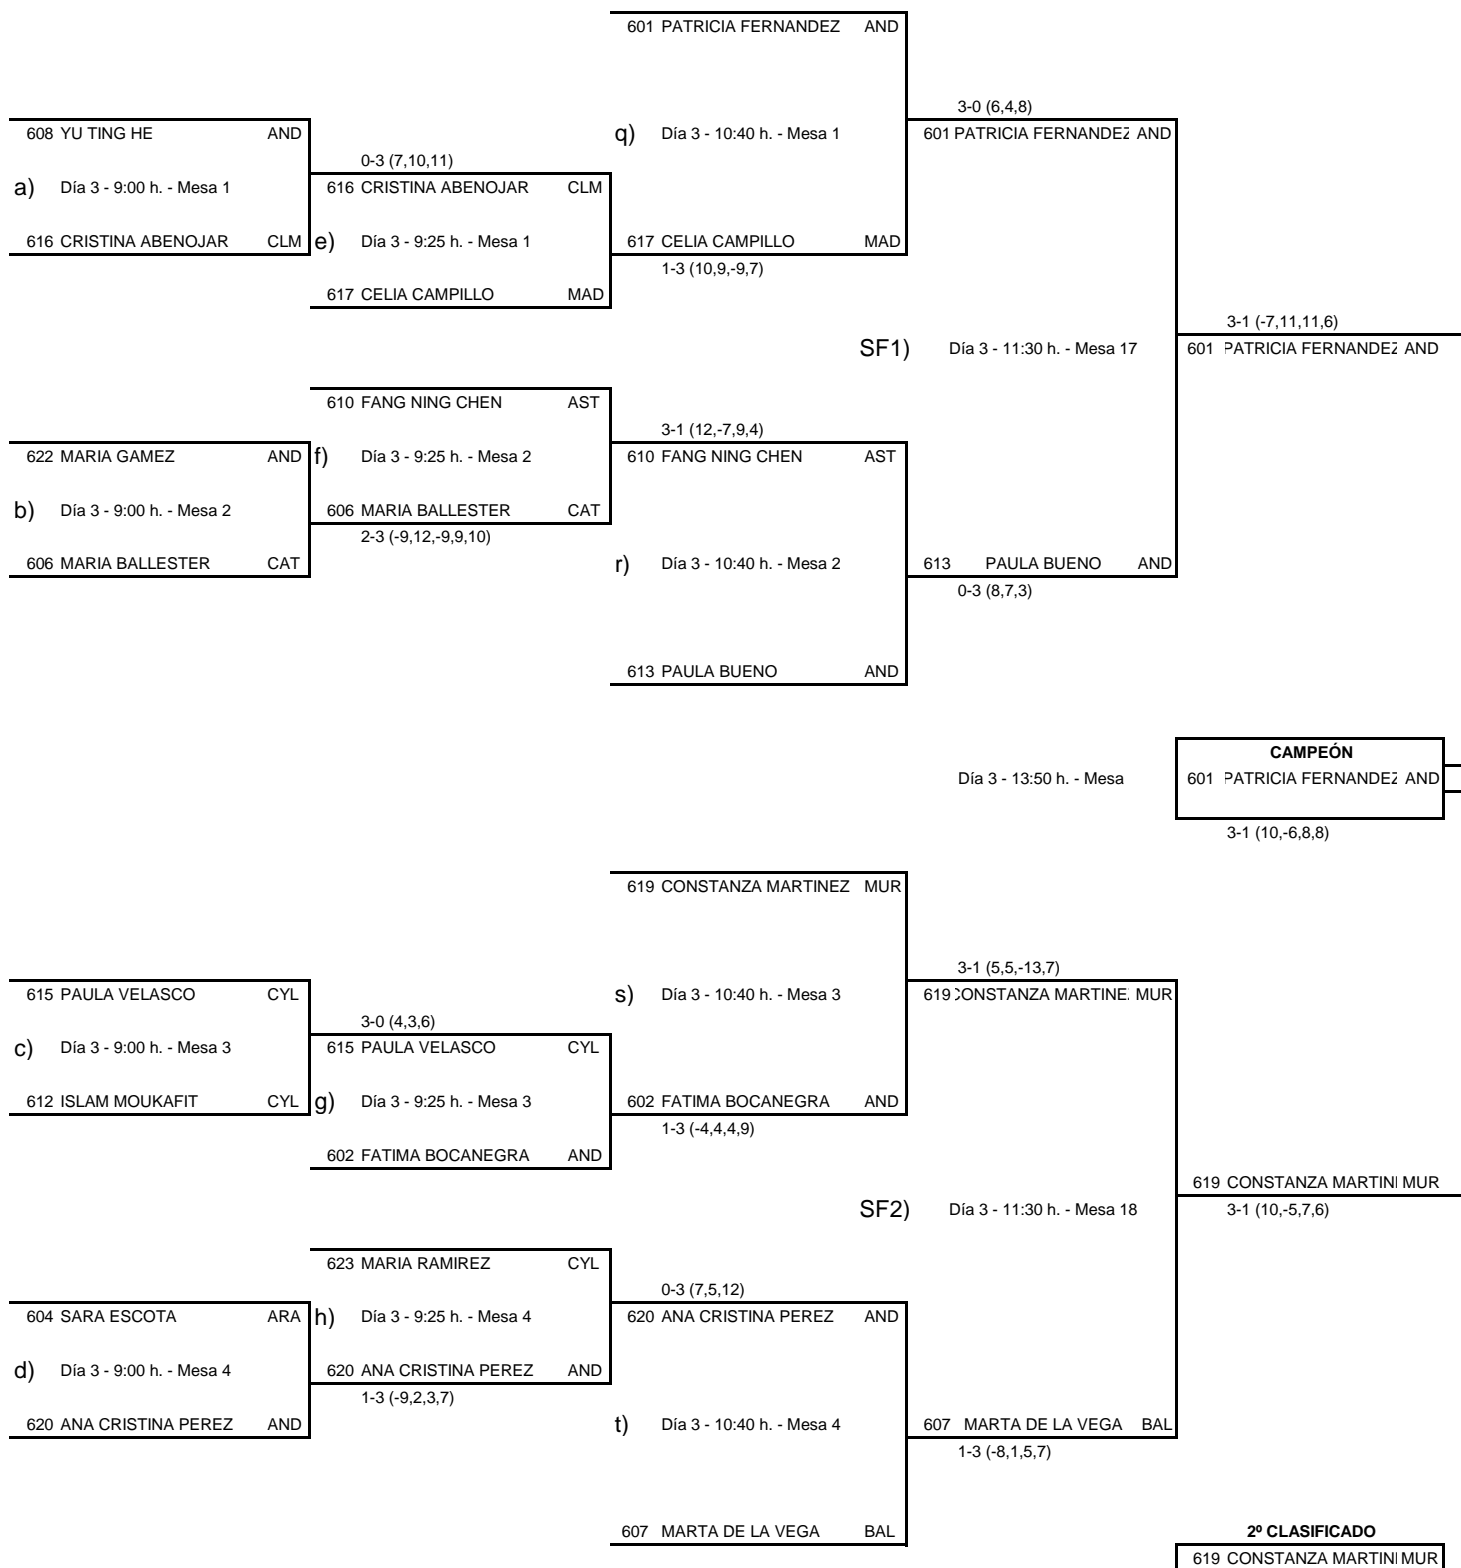 601 PATRICIA FERNANDEZ AND
3-0 (6,4,8)
608 YU TING HE AND
q) Día 3 - 10:40 h. - Mesa 1
601 PATRICIA FERNANDEZ AND
0-3 (7,10,11)
a) Día 3 - 9:00 h. - Mesa 1
616 CRISTINA ABENOJAR CLM
616 CRISTINA ABENOJAR CLM
e) Día 3 - 9:25 h. - Mesa 1
617 CELIA CAMPILLO MAD
1-3 (10,9,-9,7)
617 CELIA CAMPILLO MAD
3-1 (-7,11,11,6)
SF1) Día 3 - 11:30 h. - Mesa 17
601 PATRICIA FERNANDEZ AND
610 FANG NING CHEN AST
3-1 (12,-7,9,4)
622 MARIA GAMEZ AND
f) Día 3 - 9:25 h. - Mesa 2
610 FANG NING CHEN AST
b) Día 3 - 9:00 h. - Mesa 2
606 MARIA BALLESTER CAT
2-3 (-9,12,-9,9,10)
606 MARIA BALLESTER CAT
r) Día 3 - 10:40 h. - Mesa 2
613 PAULA BUENO AND
0-3 (8,7,3)
613 PAULA BUENO AND
CAMPEÓN
Día 3 - 13:50 h. - Mesa
601 PATRICIA FERNANDEZ AND
3-1 (10,-6,8,8)
619 CONSTANZA MARTINEZ MUR
3-1 (5,5,-13,7)
615 PAULA VELASCO CYL
s) Día 3 - 10:40 h. - Mesa 3
619 CONSTANZA MARTINE MUR
3-0 (4,3,6)
c) Día 3 - 9:00 h. - Mesa 3
615 PAULA VELASCO CYL
612 ISLAM MOUKAFIT CYL
g) Día 3 - 9:25 h. - Mesa 3
602 FATIMA BOCANEGRA AND
1-3 (-4,4,4,9)
602 FATIMA BOCANEGRA AND
619 CONSTANZA MARTINI MUR
SF2) Día 3 - 11:30 h. - Mesa 18
3-1 (10,-5,7,6)
623 MARIA RAMIREZ CYL
0-3 (7,5,12)
604 SARA ESCOTA ARA
h) Día 3 - 9:25 h. - Mesa 4
620 ANA CRISTINA PEREZ AND
d) Día 3 - 9:00 h. - Mesa 4
620 ANA CRISTINA PEREZ AND
1-3 (-9,2,3,7)
620 ANA CRISTINA PEREZ AND
t) Día 3 - 10:40 h. - Mesa 4
607 MARTA DE LA VEGA BAL
1-3 (-8,1,5,7)
607 MARTA DE LA VEGA BAL
2º CLASIFICADO
619 CONSTANZA MARTINI MUR